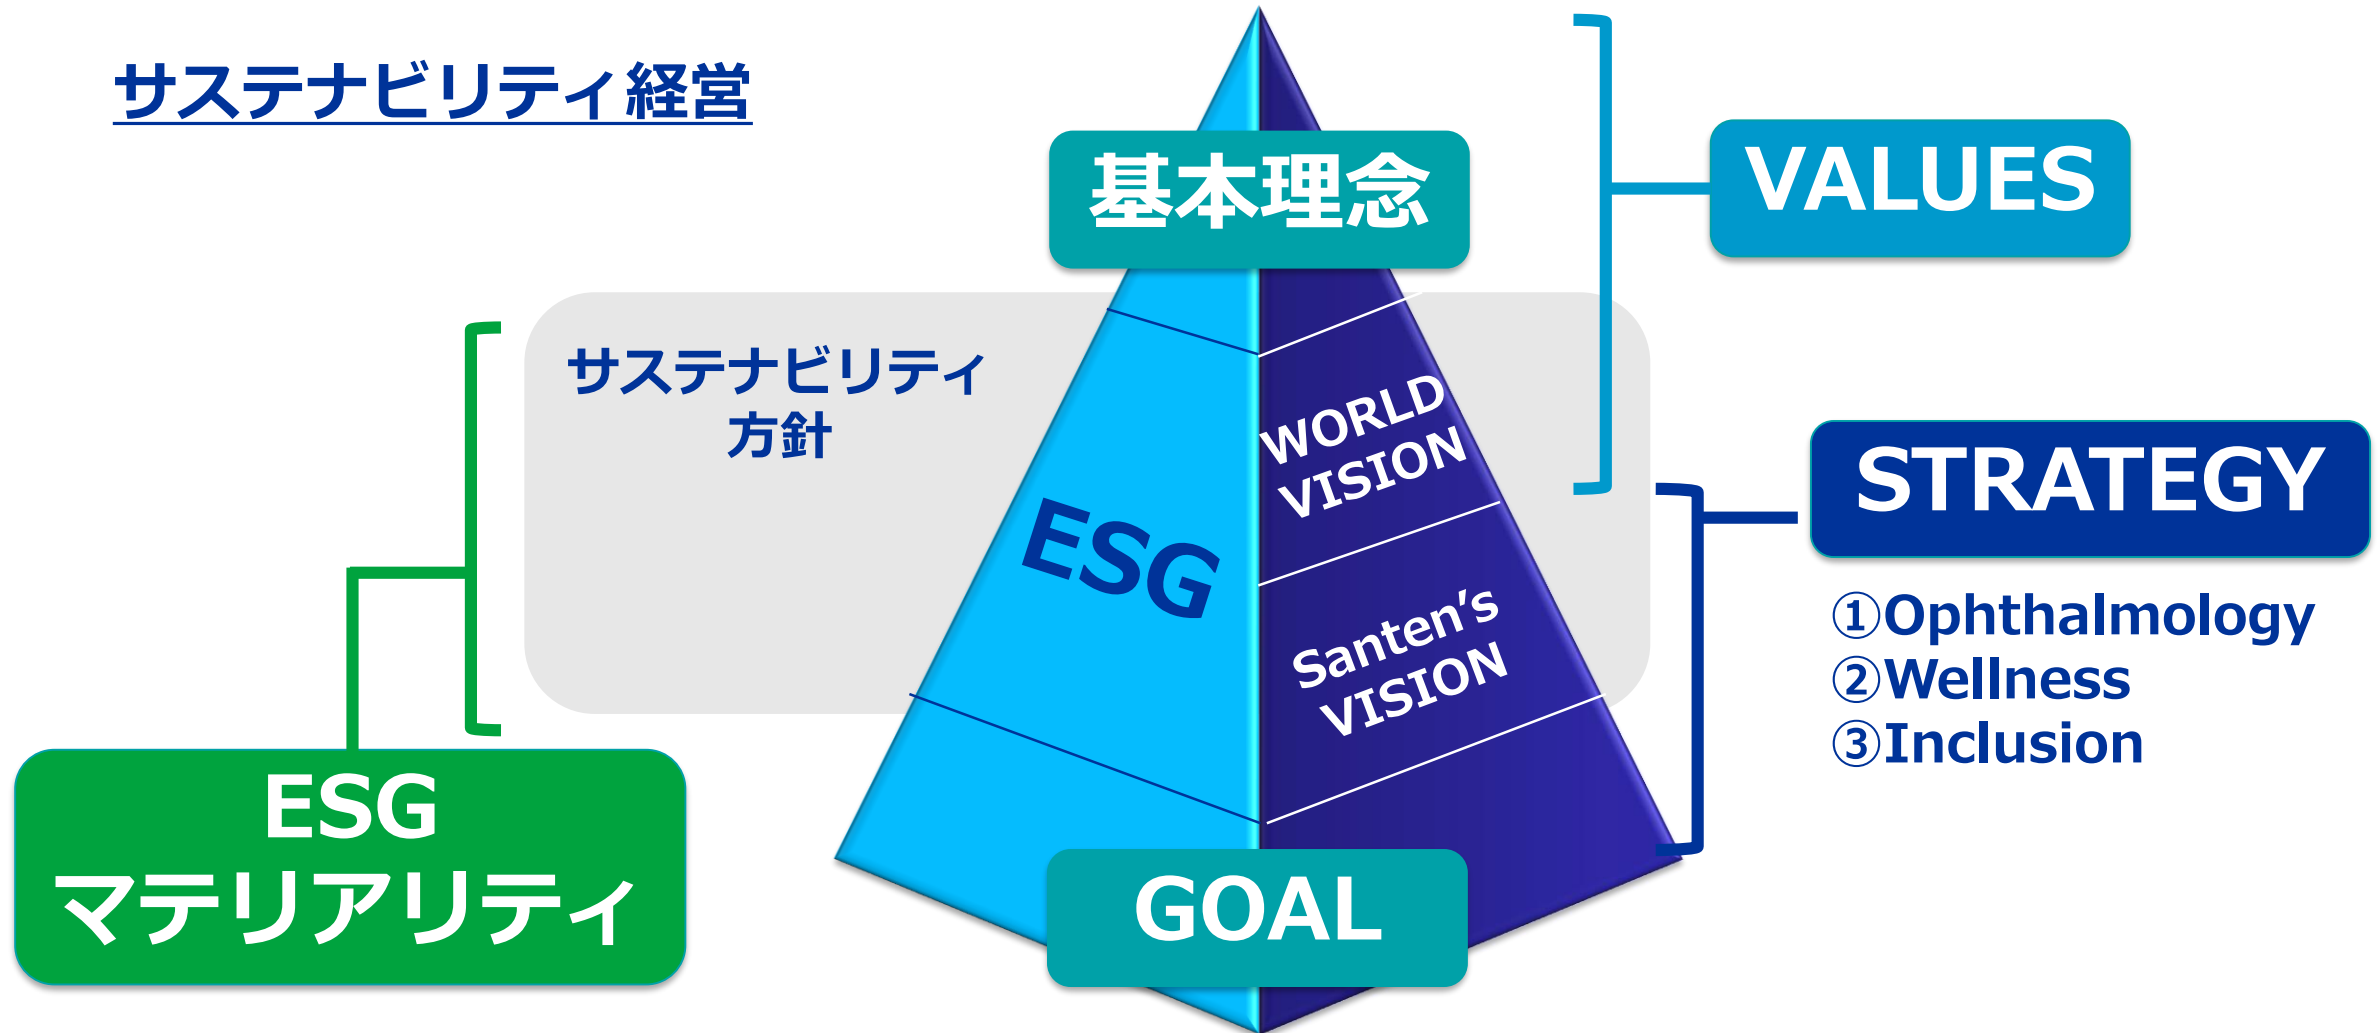 サステナビリティ経営
基本理念
VALUES
サステナビリティ
方針
WORLD
VISION
ESG
STRATEGY
Santen’s
VISION
①Ophthalmology
②Wellness
③Inclusion
ESG
マテリアリティ
GOAL